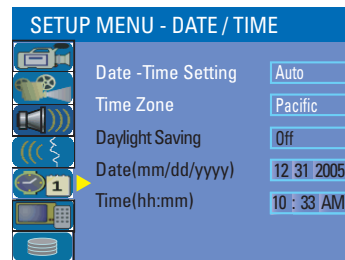 SETUP MENU - DATE / TIME
Date -Time Setting Auto
Time Zone Pacific
Daylight Saving Off
Date(mm/dd/yyyy) 12 31 2005
Time(hh:mm) 10 : 33 AM
1